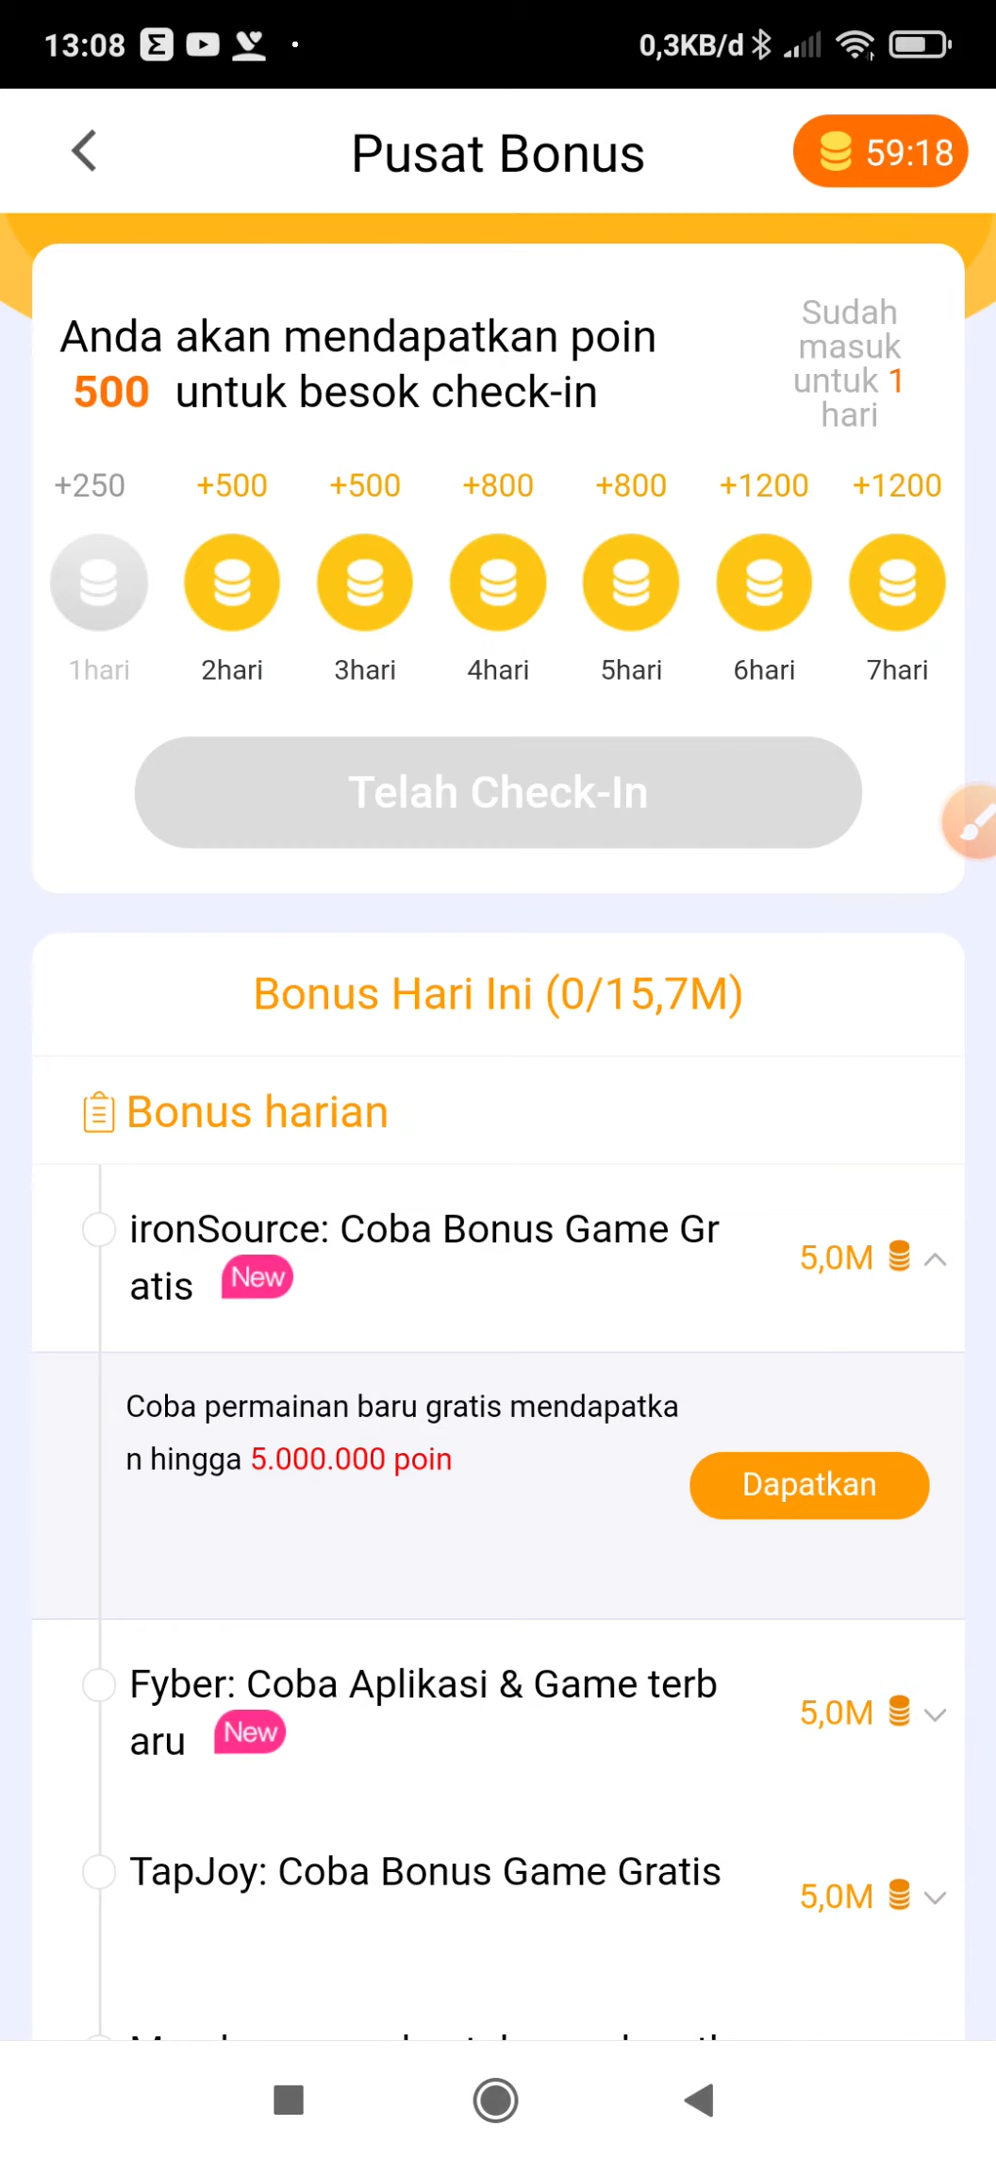 13:08
0,3KB/d
Pusat Bonus
59:18
Anda akan mendapatkan poin
500 untuk besok check-in
Sudah
masuk
untuk 1
hari
+250 +500 +500 +800 +800 +1200 +1200
1hari 2hari 3hari 4hari 5hari 6hari 7hari
Telah Check-In
Bonus Hari Ini (0/15,7M)
Bonus harian
ironSource: Coba Bonus Game Gr
atis New
5,0M
Coba permainan baru gratis mendapatka
n hingga 5.000.000 poin
Dapatkan
Fyber: Coba Aplikasi & Game terb
aru New
5,0M
TapJoy: Coba Bonus Game Gratis
5,0M